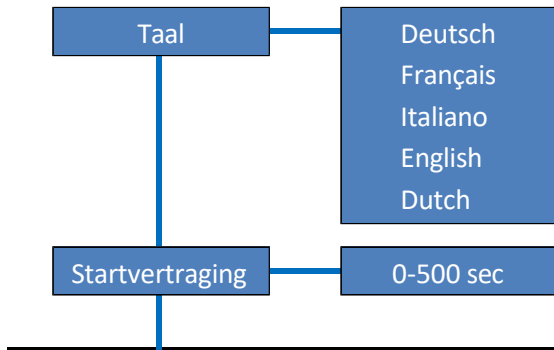 Taal
Deutsch
Français
Italiano
English
Dutch
Startvertraging
0-500 sec